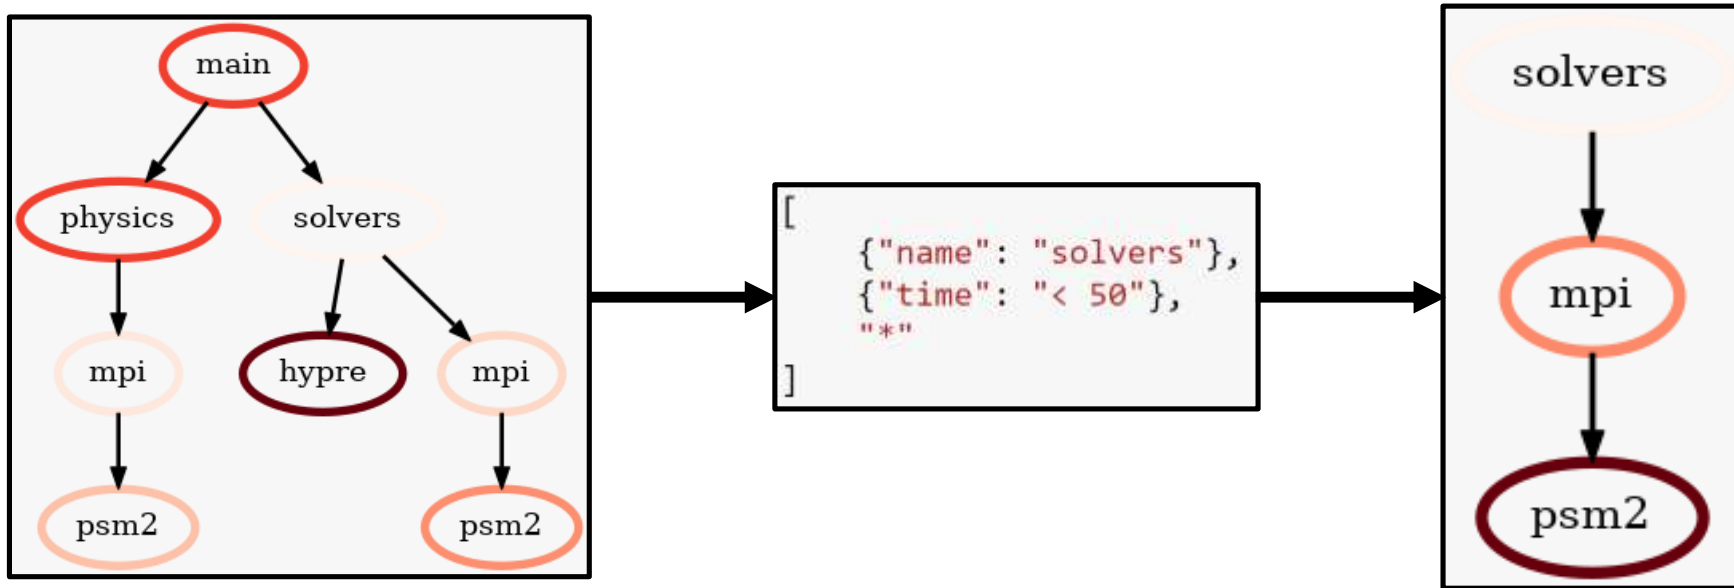 main
physics
solvers
mpi
hypre
mpi
psm2
psm2
[
{"name": "solvers"},
{"time": "< 50"},
"*"
]
solvers
mpi
psm2